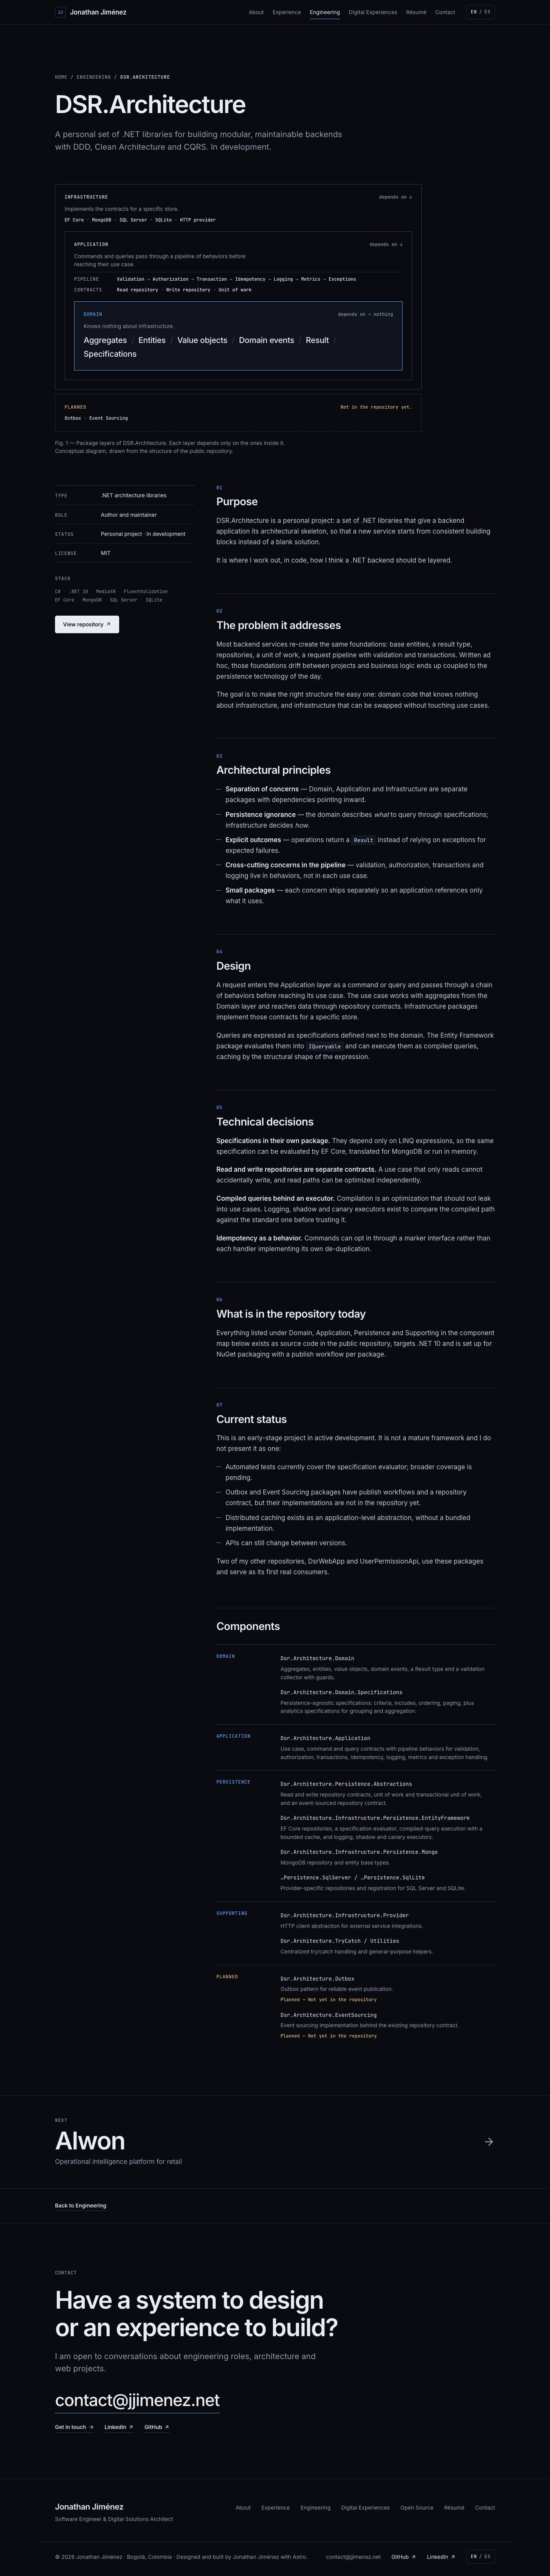 JJ Jonathan Jiménez
About Experience Engineering Digital Experiences Résumé Contact EN / ES
HOME / ENGINEERING / DSR.ARCHITECTURE
DSR.Architecture
A personal set of .NET libraries for building modular, maintainable backends
with DDD, Clean Architecture and CQRS. In development.
INFRASTRUCTURE depends on ↓
Implements the contracts for a specific store.
EF Core · MongoDB · SQL Server · SQLite · HTTP provider
APPLICATION depends on ↓
Commands and queries pass through a pipeline of behaviors before
reaching their use case.
PIPELINE Validation → Authorization → Transaction → Idempotency → Logging → Metrics → Exceptions
CONTRACTS Read repository · Write repository · Unit of work
DOMAIN depends on — nothing
Knows nothing about infrastructure.
Aggregates / Entities / Value objects / Domain events / Result /
Specifications
PLANNED Not in the repository yet.
Outbox · Event Sourcing
Fig. 1 — Package layers of DSR.Architecture. Each layer depends only on the ones inside it.
Conceptual diagram, drawn from the structure of the public repository.
TYPE .NET architecture libraries
ROLE Author and maintainer
STATUS Personal project · In development
LICENSE MIT
STACK
C# · .NET 10 · MediatR · FluentValidation ·
EF Core · MongoDB · SQL Server · SQLite
View repository ↗
01
Purpose
DSR.Architecture is a personal project: a set of .NET libraries that give a backend
application its architectural skeleton, so that a new service starts from consistent building
blocks instead of a blank solution.
It is where I work out, in code, how I think a .NET backend should be layered.
02
The problem it addresses
Most backend services re-create the same foundations: base entities, a result type,
repositories, a unit of work, a request pipeline with validation and transactions. Written ad
hoc, those foundations drift between projects and business logic ends up coupled to the
persistence technology of the day.
The goal is to make the right structure the easy one: domain code that knows nothing
about infrastructure, and infrastructure that can be swapped without touching use cases.
03
Architectural principles
— Separation of concerns — Domain, Application and Infrastructure are separate
packages with dependencies pointing inward.
— Persistence ignorance — the domain describes what to query through specifications;
infrastructure decides how.
— Explicit outcomes — operations return a Result instead of relying on exceptions for
expected failures.
— Cross-cutting concerns in the pipeline — validation, authorization, transactions and
logging live in behaviors, not in each use case.
— Small packages — each concern ships separately so an application references only
what it uses.
04
Design
A request enters the Application layer as a command or query and passes through a chain
of behaviors before reaching its use case. The use case works with aggregates from the
Domain layer and reaches data through repository contracts. Infrastructure packages
implement those contracts for a specific store.
Queries are expressed as specifications defined next to the domain. The Entity Framework
package evaluates them into IQueryable and can execute them as compiled queries,
caching by the structural shape of the expression.
05
Technical decisions
Specifications in their own package. They depend only on LINQ expressions, so the same
specification can be evaluated by EF Core, translated for MongoDB or run in memory.
Read and write repositories are separate contracts. A use case that only reads cannot
accidentally write, and read paths can be optimized independently.
Compiled queries behind an executor. Compilation is an optimization that should not leak
into use cases. Logging, shadow and canary executors exist to compare the compiled path
against the standard one before trusting it.
Idempotency as a behavior. Commands can opt in through a marker interface rather than
each handler implementing its own de-duplication.
06
What is in the repository today
Everything listed under Domain, Application, Persistence and Supporting in the component
map below exists as source code in the public repository, targets .NET 10 and is set up for
NuGet packaging with a publish workflow per package.
07
Current status
This is an early-stage project in active development. It is not a mature framework and I do
not present it as one:
— Automated tests currently cover the specification evaluator; broader coverage is
pending.
— Outbox and Event Sourcing packages have publish workflows and a repository
contract, but their implementations are not in the repository yet.
— Distributed caching exists as an application-level abstraction, without a bundled
implementation.
— APIs can still change between versions.
Two of my other repositories, DsrWebApp and UserPermissionApi, use these packages
and serve as its first real consumers.
Components
DOMAIN Dsr.Architecture.Domain
Aggregates, entities, value objects, domain events, a Result type and a validation
collector with guards.
Dsr.Architecture.Domain.Specifications
Persistence-agnostic specifications: criteria, includes, ordering, paging, plus
analytics specifications for grouping and aggregation.
APPLICATION Dsr.Architecture.Application
Use case, command and query contracts with pipeline behaviors for validation,
authorization, transactions, idempotency, logging, metrics and exception handling.
PERSISTENCE Dsr.Architecture.Persistence.Abstractions
Read and write repository contracts, unit of work and transactional unit of work,
and an event-sourced repository contract.
Dsr.Architecture.Infrastructure.Persistence.EntityFramework
EF Core repositories, a specification evaluator, compiled-query execution with a
bounded cache, and logging, shadow and canary executors.
Dsr.Architecture.Infrastructure.Persistence.Mongo
MongoDB repository and entity base types.
…Persistence.SqlServer / …Persistence.SqlLite
Provider-specific repositories and registration for SQL Server and SQLite.
SUPPORTING Dsr.Architecture.Infrastructure.Provider
HTTP client abstraction for external service integrations.
Dsr.Architecture.TryCatch / Utilities
Centralized try/catch handling and general-purpose helpers.
PLANNED Dsr.Architecture.Outbox
Outbox pattern for reliable event publication.
Planned — Not yet in the repository
Dsr.Architecture.EventSourcing
Event sourcing implementation behind the existing repository contract.
Planned — Not yet in the repository
NEXT
Alwon →
Operational intelligence platform for retail
Back to Engineering
CONTACT
Have a system to design
or an experience to build?
I am open to conversations about engineering roles, architecture and
web projects.
contact@jjimenez.net
Get in touch → LinkedIn ↗ GitHub ↗
Jonathan Jiménez
Software Engineer & Digital Solutions Architect
About Experience Engineering Digital Experiences Open Source Résumé Contact
© 2026 Jonathan Jiménez · Bogotá, Colombia · Designed and built by Jonathan Jiménez with Astro.
contact@jjimenez.net GitHub ↗ LinkedIn ↗ EN / ES